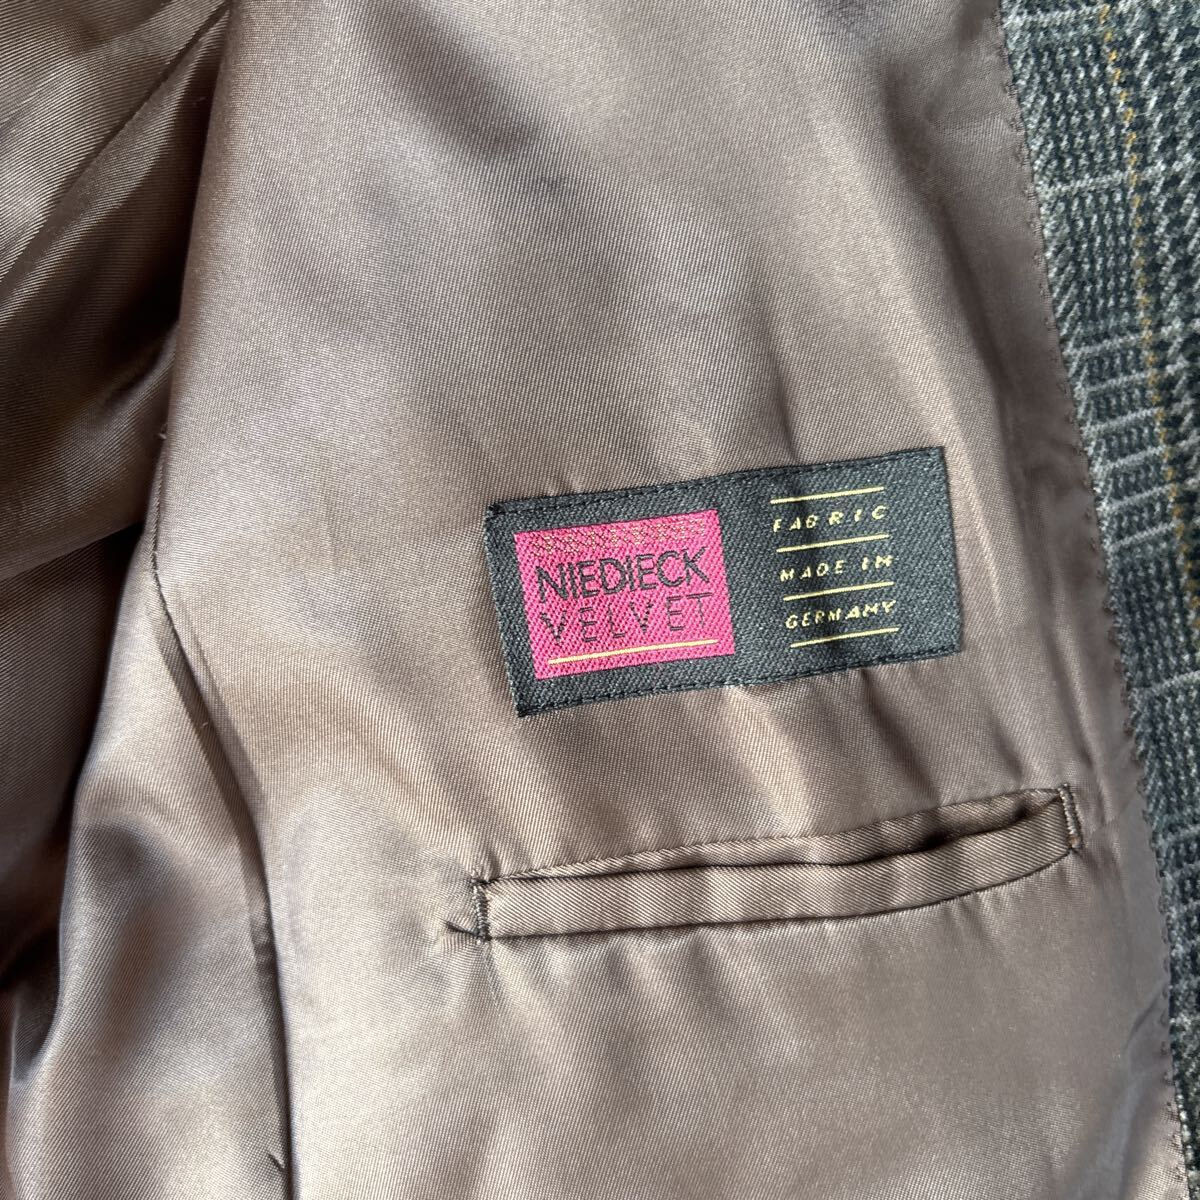 NIEDIECK
VELVET
FABRIC
MADE IN
GERMANY